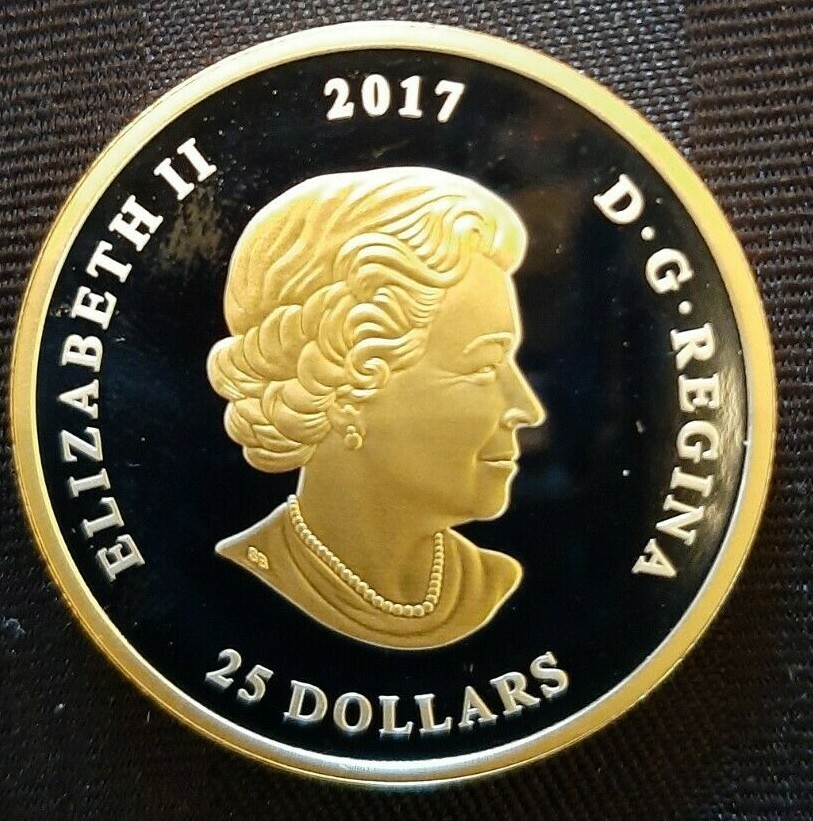 ELIZABETH II
2017
D·G·REGINA
25 DOLLARS